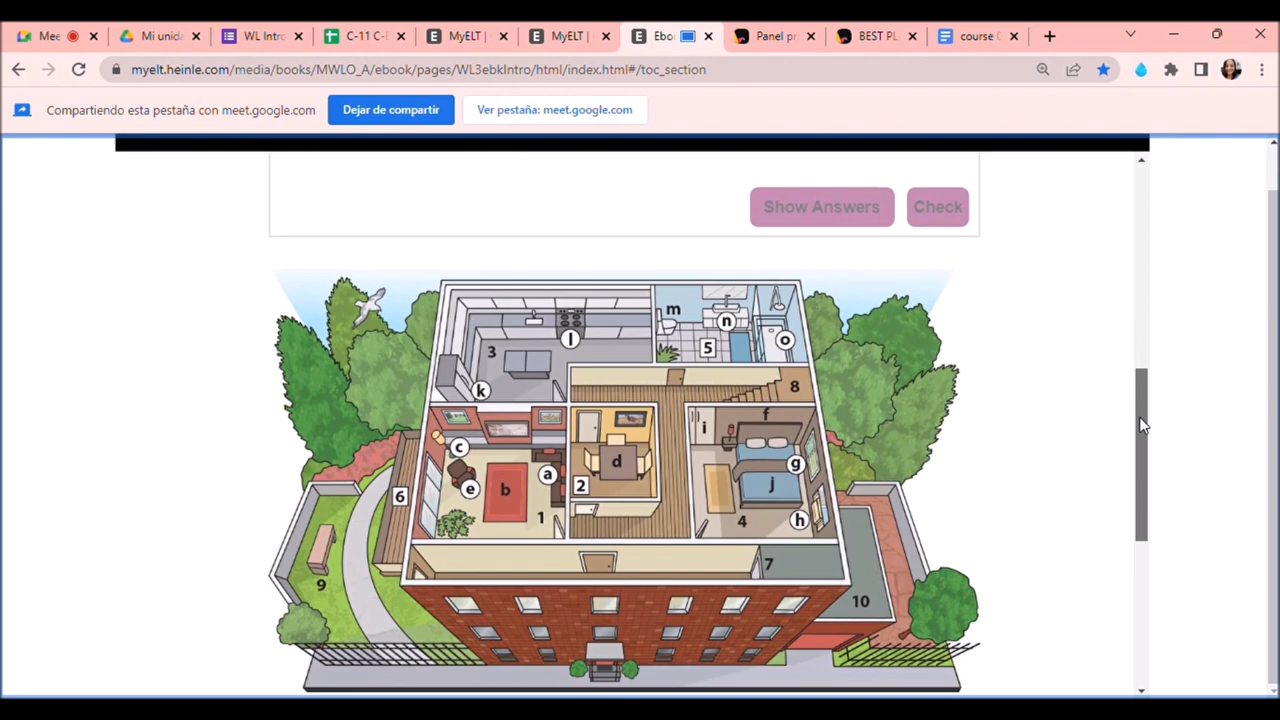 Mee
Mi unida
WL Intro
C-11 C-E
MyELT |
MyELT |
Ebo
Panel pr
BEST PL
course 0
myelt.heinle.com/media/books/MWLO_A/ebook/pages/WL3ebkIntro/html/index.html#/toc_section
Compartiendo esta pestaña con meet.google.com
Dejar de compartir
Ver pestaña: meet.google.com
Show Answers
Check
m
n
l
5
o
3
k
8
f
i
c
d
g
a
e
b
2
j
6
1
4
h
7
9
10